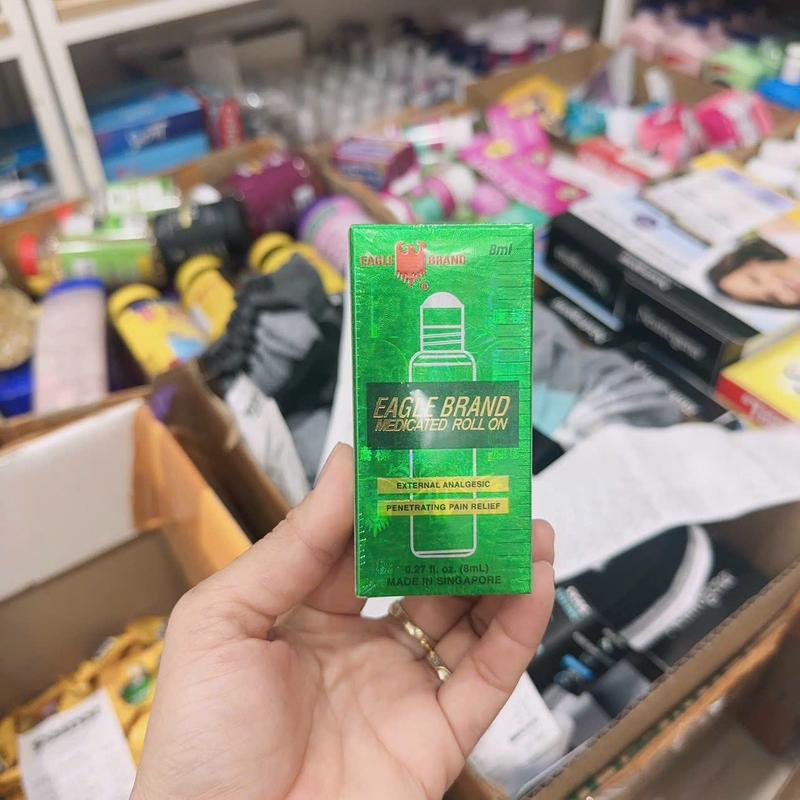 EAGLE BRAND
8ml
EAGLE BRAND
MEDICATED ROLL ON
EXTERNAL ANALGESIC
PENETRATING PAIN RELIEF
0.27 fl. oz. (8mL)
MADE IN SINGAPORE